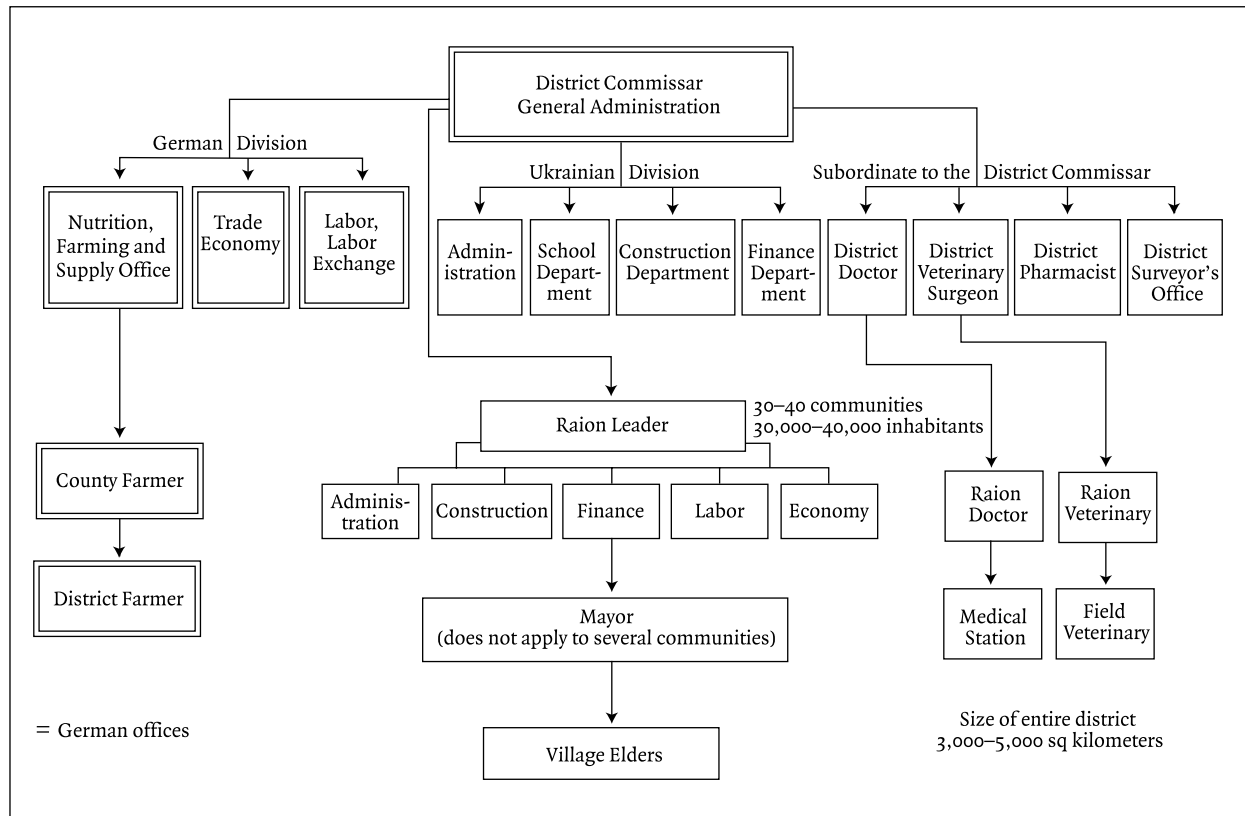 District Commissar
General Administration
German Division
Ukrainian Division
Subordinate to the District Commissar
Nutrition,
Farming and
Supply Office
Trade
Economy
Labor,
Labor
Exchange
Admin-
istration
School
Depart-
ment
Construction
Department
Finance
Depart-
ment
District
Doctor
District
Veterinary
Surgeon
District
Pharmacist
District
Surveyor's
Office
Raion Leader
30–40 communities
30,000–40,000 inhabitants
County Farmer
Adminis-
tration
Construction
Finance
Labor
Economy
Raion
Doctor
Raion
Veterinary
District Farmer
Mayor
(does not apply to several communities)
Medical
Station
Field
Veterinary
= German offices
Village Elders
Size of entire district
3,000–5,000 sq kilometers